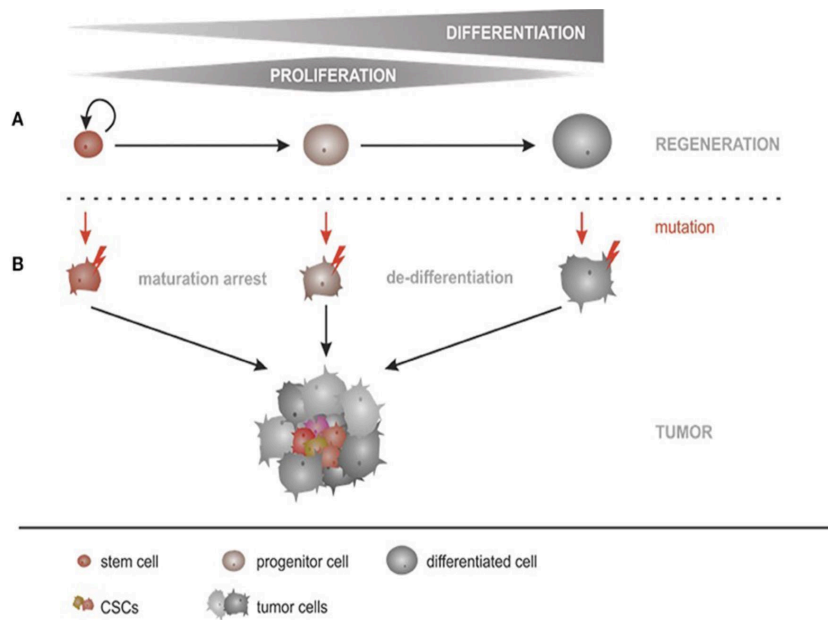 DIFFERENTIATION
PROLIFERATION
A
REGENERATION
mutation
B
maturation arrest
de-differentiation
TUMOR
stem cell
progenitor cell
differentiated cell
CSCs
tumor cells